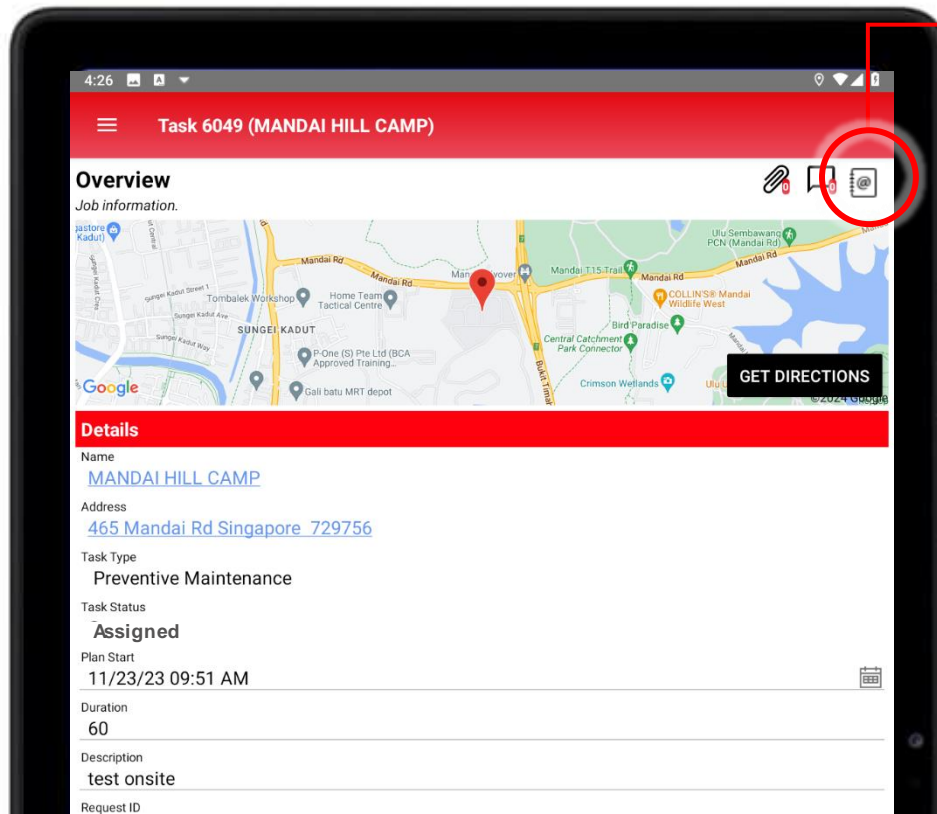 4:26
Task 6049 (MANDAI HILL CAMP)
Overview
0
0
@
Job information.
Kadut)
Ulu Sembawang
PCN (Mandai Rd)
Mandai Rd
Mandai Rd
Mandai T15 Trail
Mandai Rd
Mandai Rd
Sungei Kadut Street 1
Tombalek Workshop
Home Team
Tactical Centre
COLLIN'S® Mandai
Wildlife West
Sungei Kadut Ave
SUNGEI KADUT
Bird Paradise
Sungei Kadut Way
Central Catchment
Park Connector
P-One (S) Pte Ltd (BCA
Approved Training...
Google
Gali batu MRT depot
Crimson Wetlands
Ulu
GET DIRECTIONS
©2024 Google
Details
Name
MANDAI HILL CAMP
Address
465 Mandai Rd Singapore 729756
Task Type
Preventive Maintenance
Task Status
Assigned
Plan Start
11/23/23 09:51 AM
Duration
60
Description
test onsite
Request ID